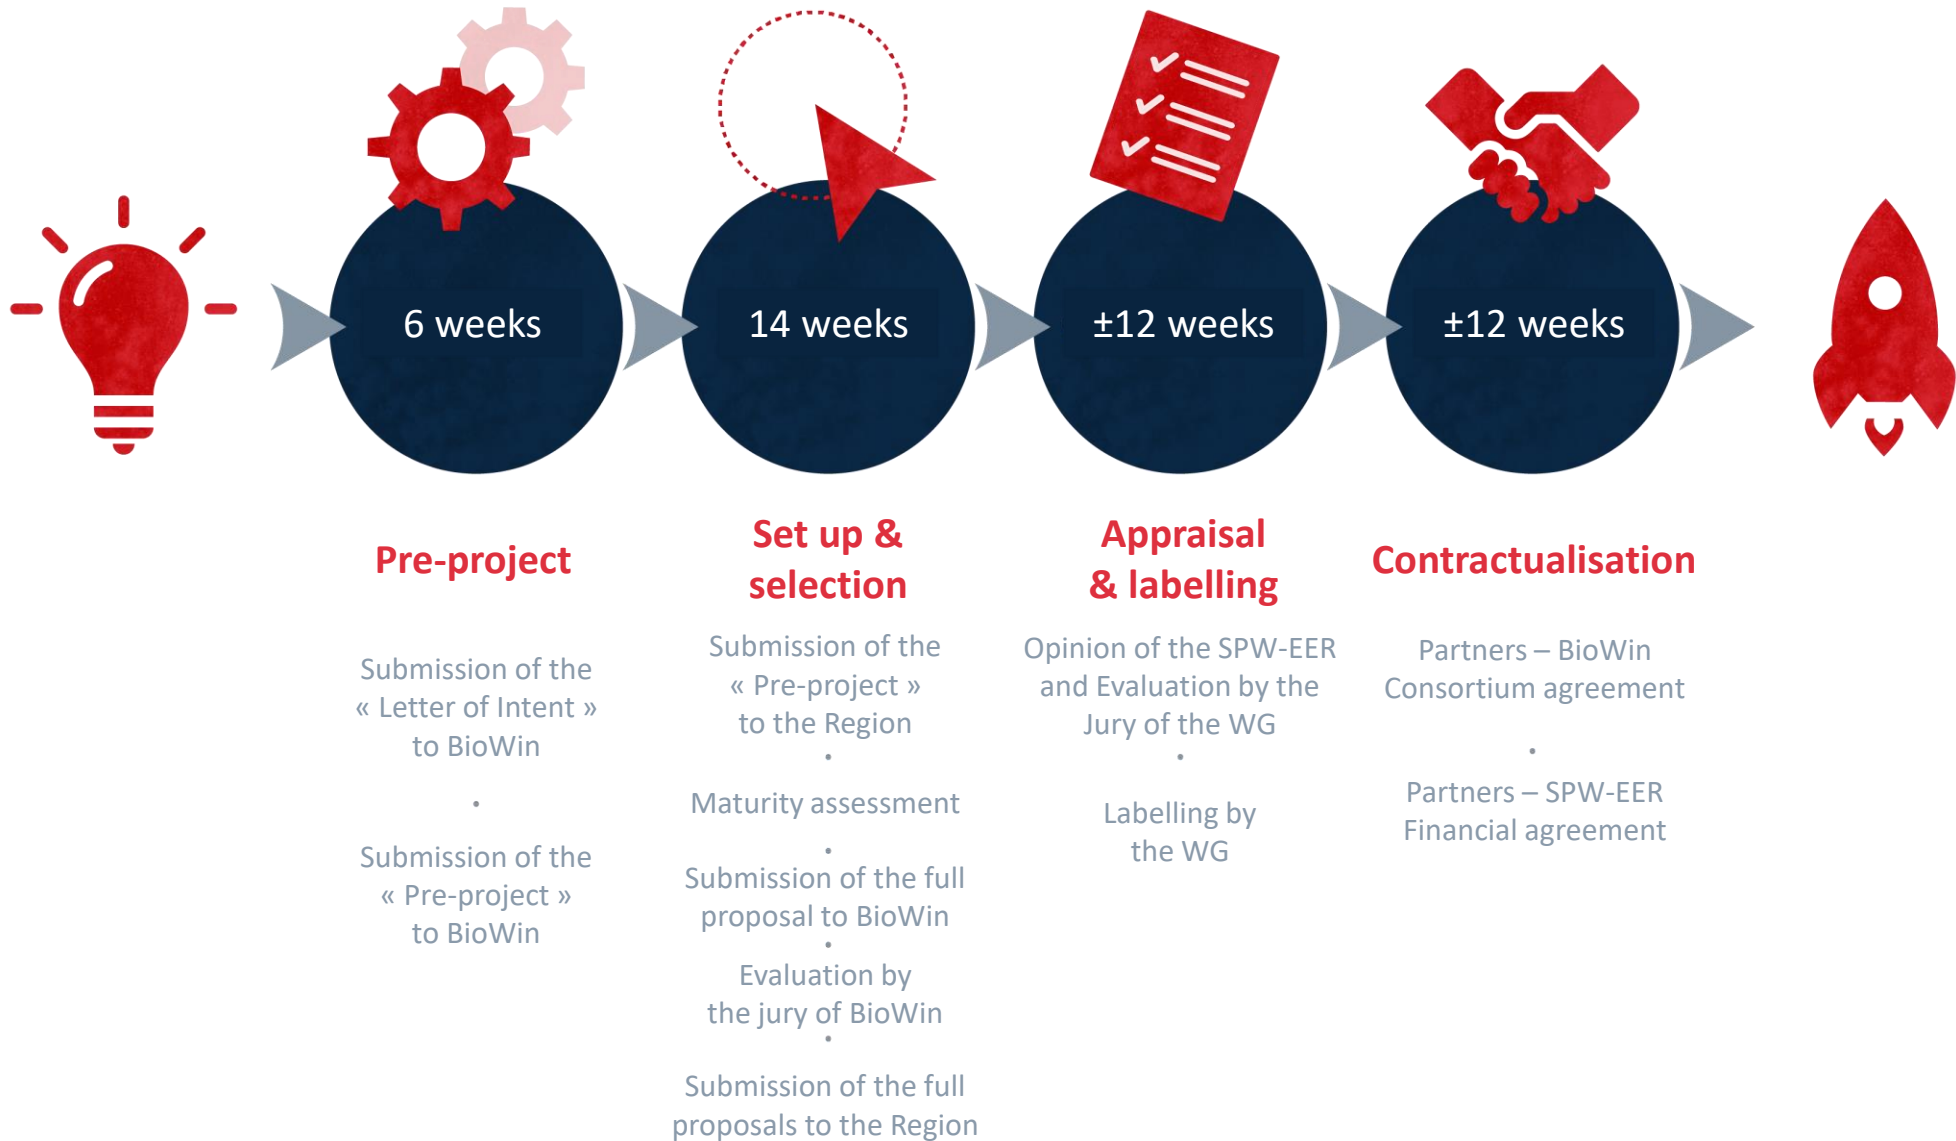 6 weeks
14 weeks
±12 weeks
±12 weeks
Pre-project
Submission of the
« Letter of Intent »
to BioWin
•
Submission of the
« Pre-project »
to BioWin
Set up &
selection
Submission of the
« Pre-project »
to the Region
•
Maturity assessment
•
Submission of the full
proposal to BioWin
•
Evaluation by
the jury of BioWin
•
Submission of the full
proposals to the Region
Appraisal
& labelling
Opinion of the SPW-EER
and Evaluation by the
Jury of the WG
•
Labelling by
the WG
Contractualisation
Partners – BioWin
Consortium agreement
•
Partners – SPW-EER
Financial agreement